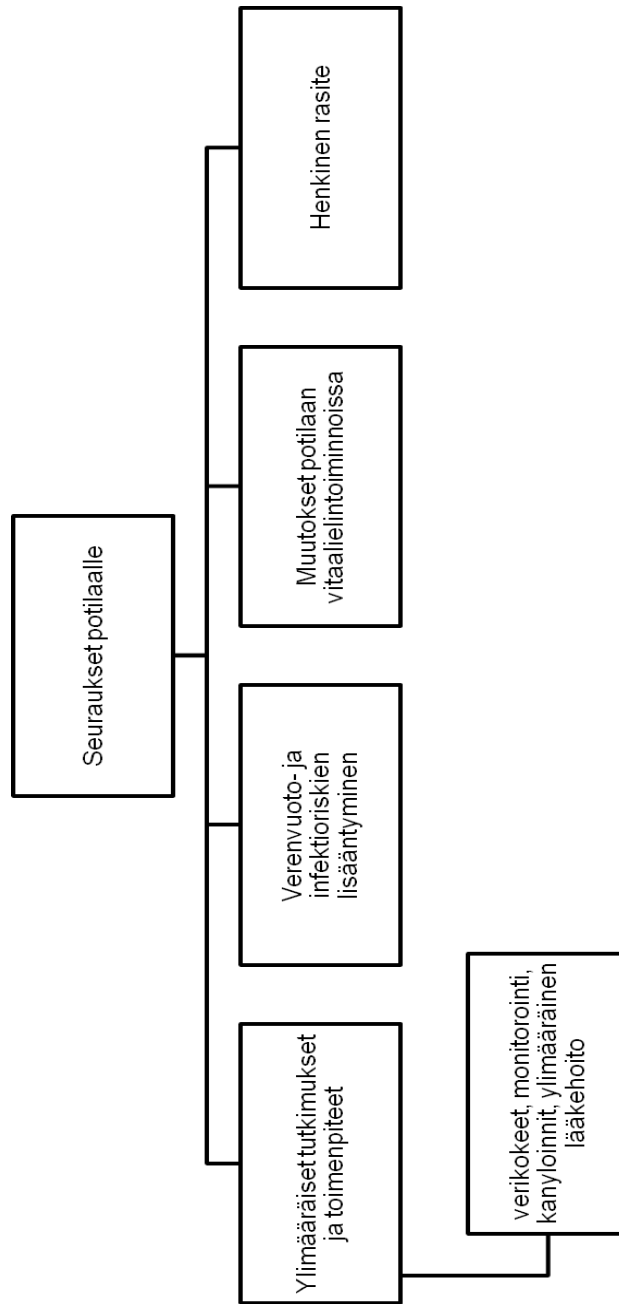 Seuraukset potilaalle
Ylimääräiset tutkimukset
ja toimenpiteet
Verenvuoto- ja
infektioriskien
lisääntyminen
Muutokset potilaan
vitaalielintoiminnoissa
Henkinen rasite
verikokeet, monitorointi,
kanyloinnit, ylimääräinen
lääkehoito